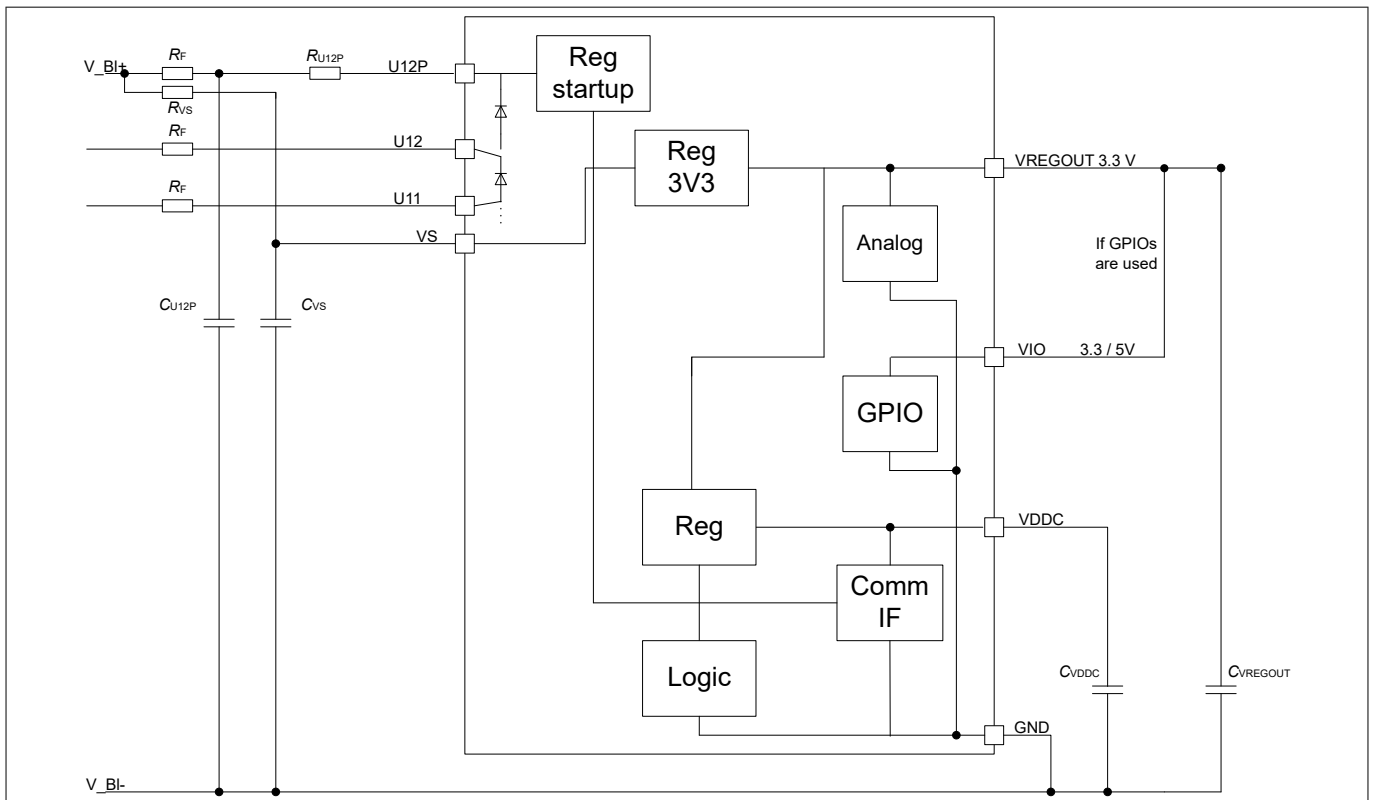 RF
RU12P
V_BI+
U12P
Reg
startup
RVS
RF
U12
Reg
3V3
VREGOUT 3.3 V
RF
U11
VS
Analog
If GPIOs
are used
CU12P
CVS
VIO 3.3 / 5V
GPIO
Reg
VDDC
Comm
IF
Logic
CVDDC
CVREGOUT
GND
V_BI-